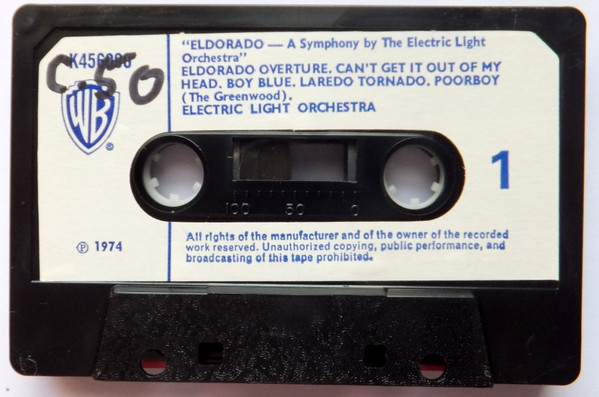 C.50
WB
®
"ELDORADO — A Symphony by The Electric Light
Orchestra"
ELDORADO OVERTURE. CAN'T GET IT OUT OF MY
HEAD. BOY BLUE. LAREDO TORNADO. POORBOY
(The Greenwood).
ELECTRIC LIGHT ORCHESTRA
1
100 50 0
Ⓟ 1974
All rights of the manufacturer and of the owner of the recorded
work reserved. Unauthorized copying, public performance, and
broadcasting of this tape prohibited.